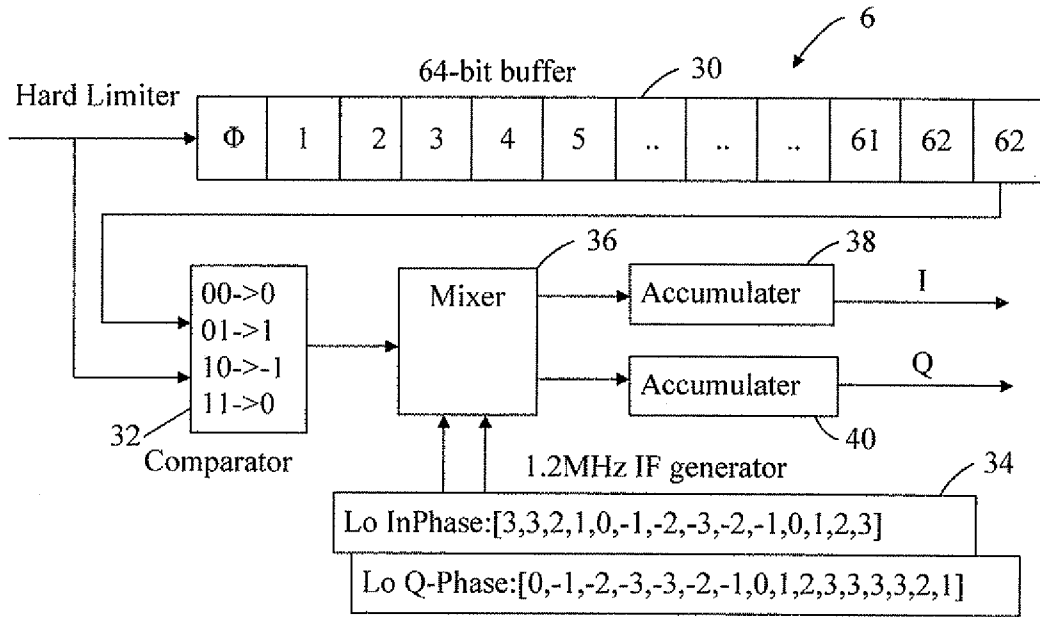 6
64-bit buffer
30
Hard Limiter
Φ 1 2 3 4 5 .. .. .. 61 62 62
36
38
00->0
01->1
10->-1
11->0
Mixer
Accumulater
I
Accumulater
Q
32
40
Comparator
1.2MHz IF generator
34
Lo InPhase:[3,3,2,1,0,-1,-2,-3,-2,-1,0,1,2,3]
Lo Q-Phase:[0,-1,-2,-3,-3,-2,-1,0,1,2,3,3,3,3,2,1]